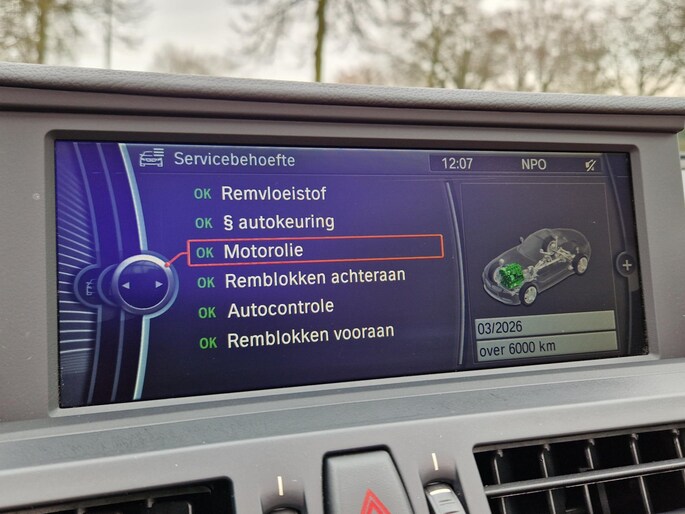 Servicebehoefte
12:07
NPO
OK Remvloeistof
OK § autokeuring
OK Motorolie
OK Remblokken achteraan
OK Autocontrole
OK Remblokken vooraan
03/2026
over 6000 km